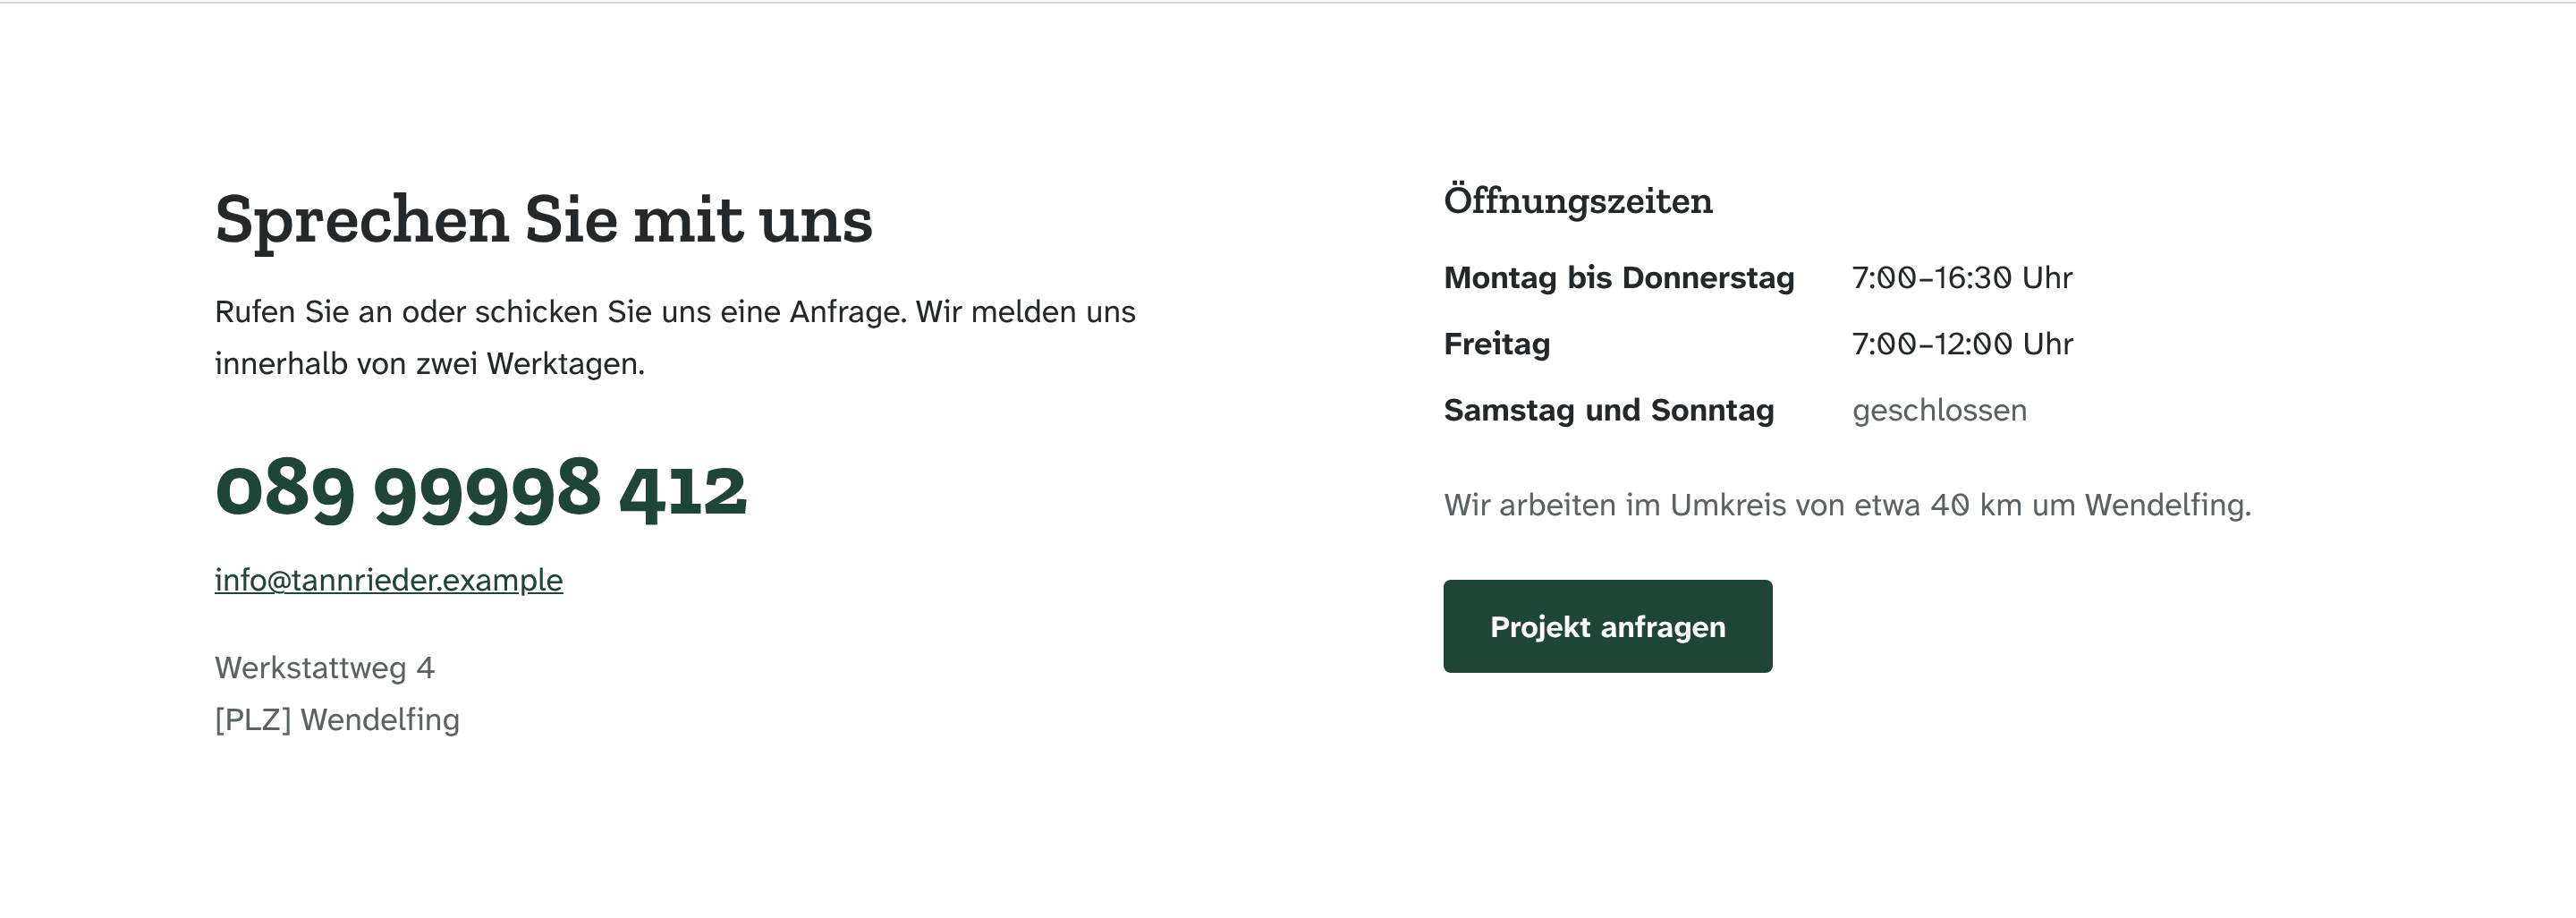 Sprechen Sie mit uns
Rufen Sie an oder schicken Sie uns eine Anfrage. Wir melden uns
innerhalb von zwei Werktagen.
089 99998 412
info@tannrieder.example
Werkstattweg 4
[PLZ] Wendelfing
Öffnungszeiten
Montag bis Donnerstag 7:00–16:30 Uhr
Freitag 7:00–12:00 Uhr
Samstag und Sonntag geschlossen
Wir arbeiten im Umkreis von etwa 40 km um Wendelfing.
Projekt anfragen